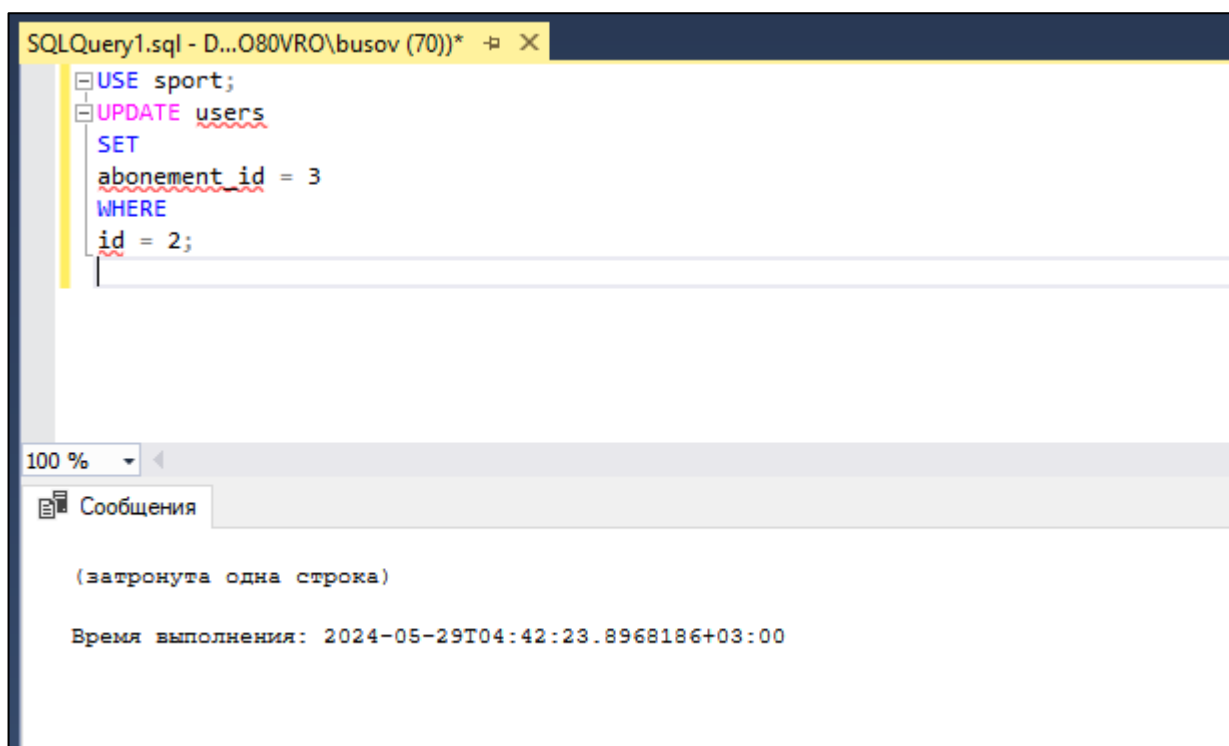 SQLQuery1.sql - D...O80VRO\busov (70))*
USE sport;
UPDATE users
SET
abonement_id = 3
WHERE
id = 2;
100 %
Сообщения
(затронута одна строка)
Время выполнения: 2024-05-29T04:42:23.8968186+03:00